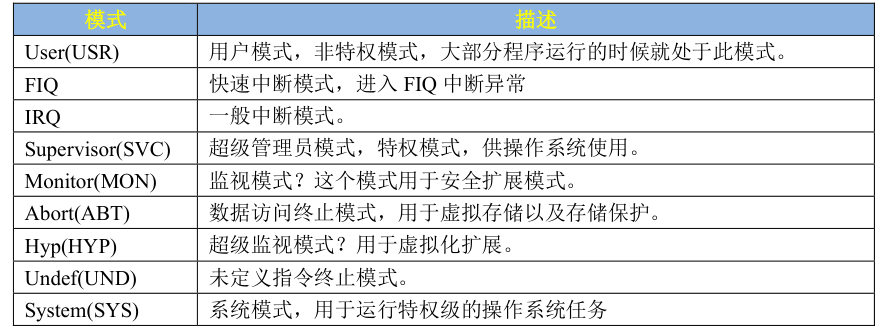 模式 描述
User(USR) 用户模式，非特权模式，大部分程序运行的时候就处于此模式。
FIQ 快速中断模式，进入 FIQ 中断异常
IRQ 一般中断模式。
Supervisor(SVC) 超级管理员模式，特权模式，供操作系统使用。
Monitor(MON) 监视模式？这个模式用于安全扩展模式。
Abort(ABT) 数据访问终止模式，用于虚拟存储以及存储保护。
Hyp(HYP) 超级监视模式？用于虚拟化扩展。
Undef(UND) 未定义指令终止模式。
System(SYS) 系统模式，用于运行特权级的操作系统任务